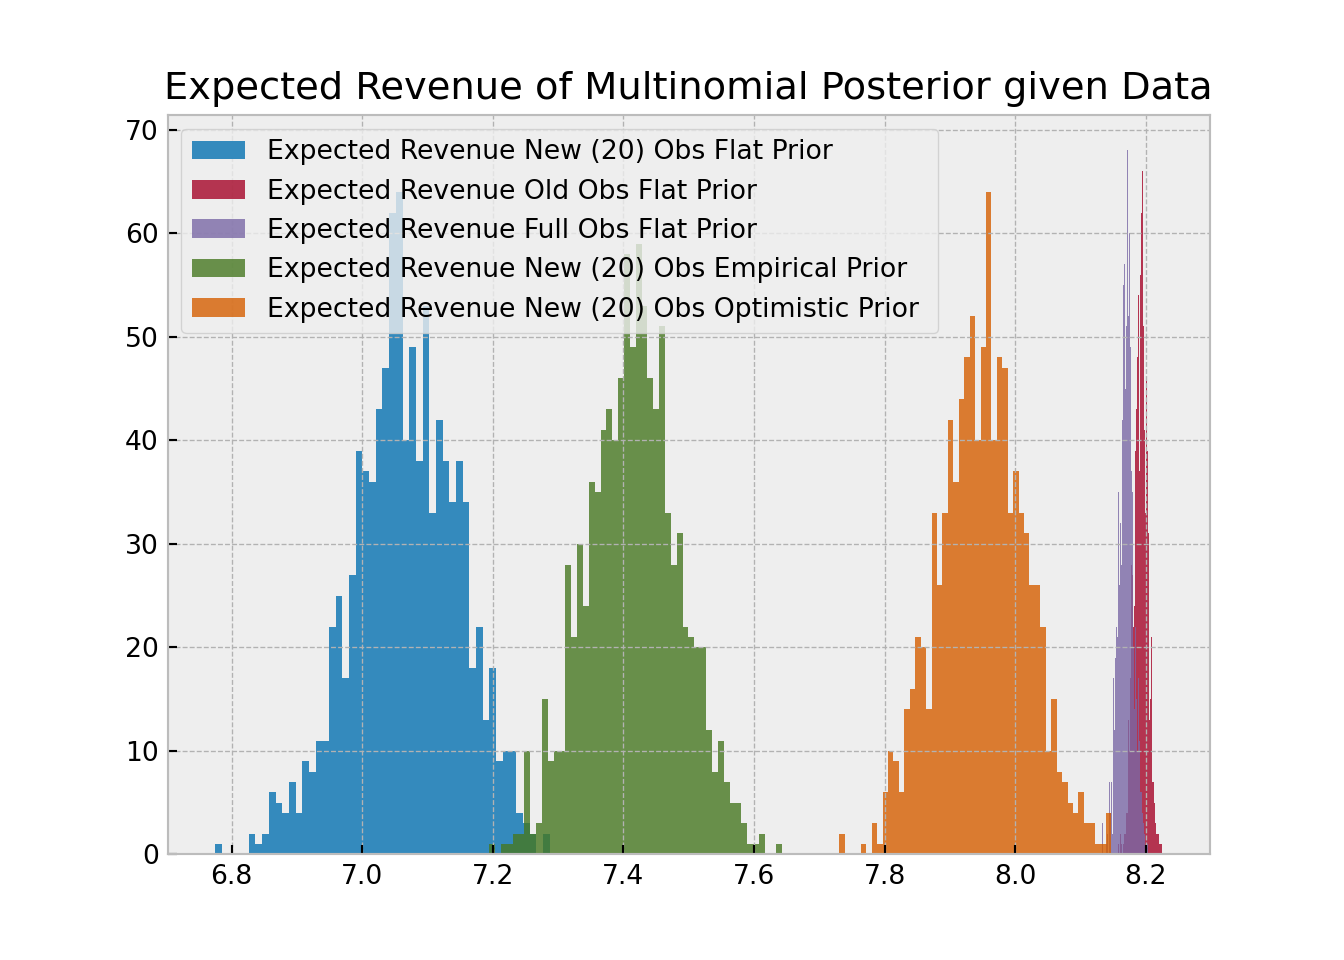 Expected Revenue of Multinomial Posterior given Data
70
60
50
40
30
20
10
0
Expected Revenue New (20) Obs Flat Prior
Expected Revenue Old Obs Flat Prior
Expected Revenue Full Obs Flat Prior
Expected Revenue New (20) Obs Empirical Prior
Expected Revenue New (20) Obs Optimistic Prior
6.8 7.0 7.2 7.4 7.6 7.8 8.0 8.2